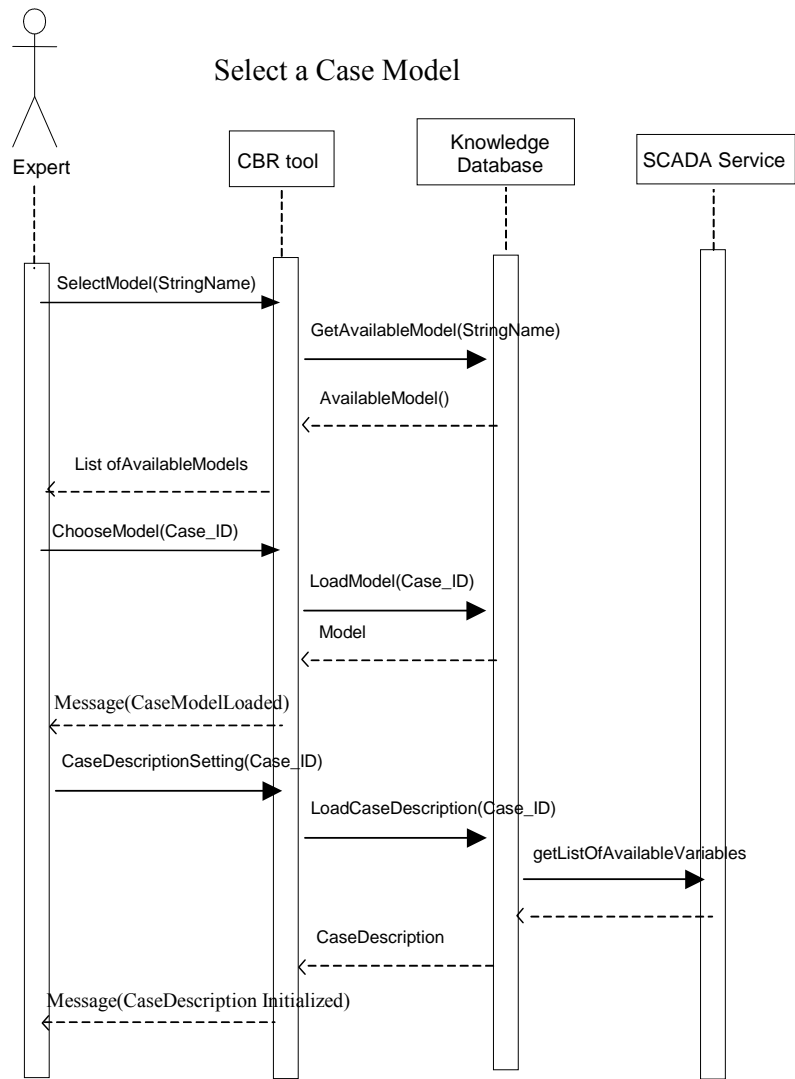 Select a Case Model
Expert
CBR tool
Knowledge
Database
SCADA Service
SelectModel(StringName)
GetAvailableModel(StringName)
AvailableModel()
List ofAvailableModels
ChooseModel(Case_ID)
LoadModel(Case_ID)
Model
Message(CaseModelLoaded)
CaseDescriptionSetting(Case_ID)
LoadCaseDescription(Case_ID)
getListOfAvailableVariables
CaseDescription
Message(CaseDescription Initialized)